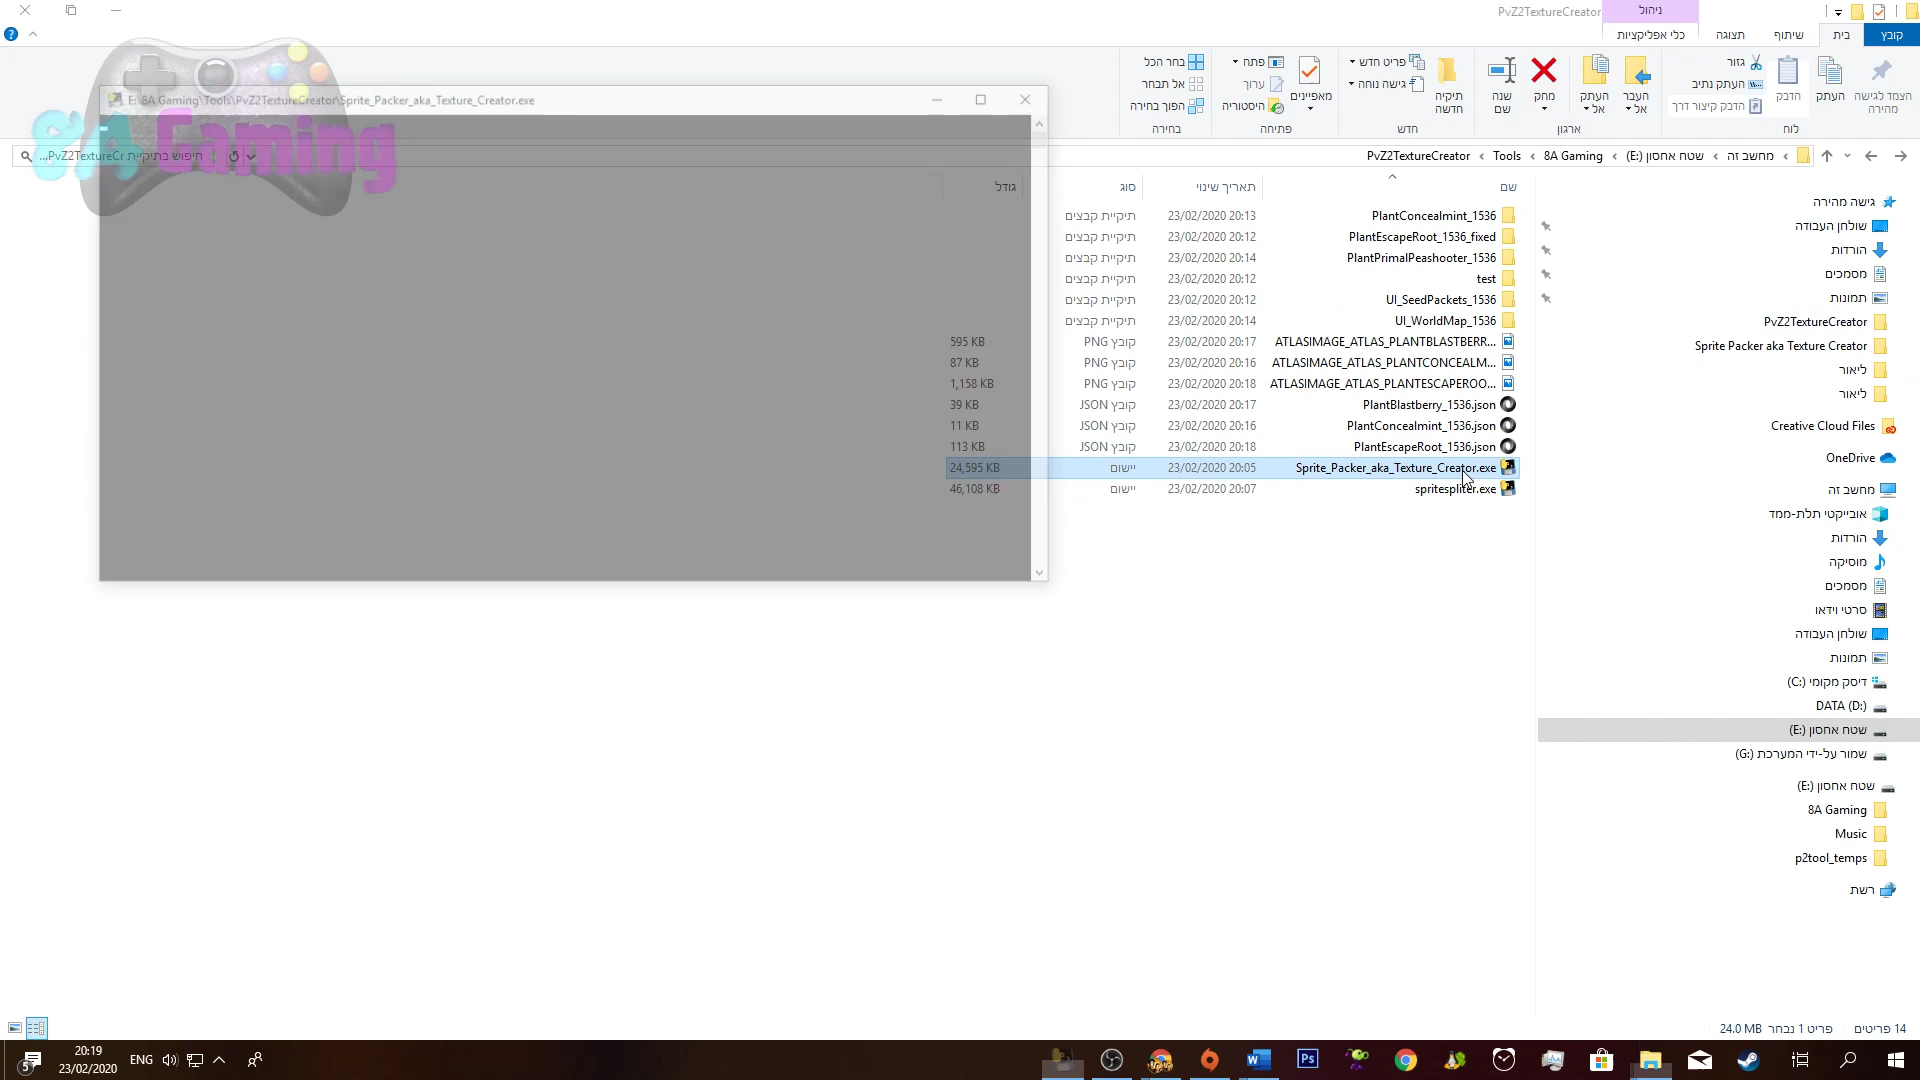 PvZ2TextureCreator
ניהול
קובץ
בית
שיתוף
תצוגה
כלי אפליקציות
הצמד לגישה מהירה
העתק
הדבק
גזור
העתק נתיב
הדבק קיצור דרך
לוח
העבר אל
העתק אל
מחק
שנה שם
ארגון
תיקיה חדשה
פריט חדש
גישה נוחה
חדש
מאפיינים
פתח
ערוך
היסטוריה
פתיחה
בחר הכל
אל תבחר
הפוך בחירה
בחירה
8A Gaming
E:\8A Gaming\Tools\PvZ2TextureCreator\Sprite_Packer_aka_Texture_Creator.exe
מחשב זה
שטח אחסון (E:)
8A Gaming
Tools
PvZ2TextureCreator
חיפוש בתיקיית PvZ2TextureCr...
שם
תאריך שינוי
סוג
גודל
PlantConcealmint_1536 23/02/2020 20:13 תיקיית קבצים
PlantEscapeRoot_1536_fixed 23/02/2020 20:12 תיקיית קבצים
PlantPrimalPeashooter_1536 23/02/2020 20:14 תיקיית קבצים
test 23/02/2020 20:12 תיקיית קבצים
UI_SeedPackets_1536 23/02/2020 20:12 תיקיית קבצים
UI_WorldMap_1536 23/02/2020 20:14 תיקיית קבצים
ATLASIMAGE_ATLAS_PLANTBLASTBERR... 23/02/2020 20:17 קובץ PNG 595 KB
ATLASIMAGE_ATLAS_PLANTCONCEALM... 23/02/2020 20:16 קובץ PNG 87 KB
ATLASIMAGE_ATLAS_PLANTESCAPEROO... 23/02/2020 20:18 קובץ PNG 1,158 KB
PlantBlastberry_1536.json 23/02/2020 20:17 קובץ JSON 39 KB
PlantConcealmint_1536.json 23/02/2020 20:16 קובץ JSON 11 KB
PlantEscapeRoot_1536.json 23/02/2020 20:18 קובץ JSON 113 KB
Sprite_Packer_aka_Texture_Creator.exe 23/02/2020 20:05 יישום 24,595 KB
spritespliter.exe 23/02/2020 20:07 יישום 46,108 KB
גישה מהירה
שולחן העבודה
הורדות
מסמכים
תמונות
PvZ2TextureCreator
Sprite Packer aka Texture Creator
ליאור
ליאור
Creative Cloud Files
OneDrive
מחשב זה
אובייקטי תלת-ממד
הורדות
מוסיקה
מסמכים
סרטי וידאו
שולחן העבודה
תמונות
דיסק מקומי (C:)
DATA (D:)
שטח אחסון (E:)
שמור על-ידי המערכת (G:)
שטח אחסון (E:)
8A Gaming
Music
p2tool_temps
רשת
14 פריטים
פריט 1 נבחר
24.0 MB
5
20:19
23/02/2020
ENG
Ps